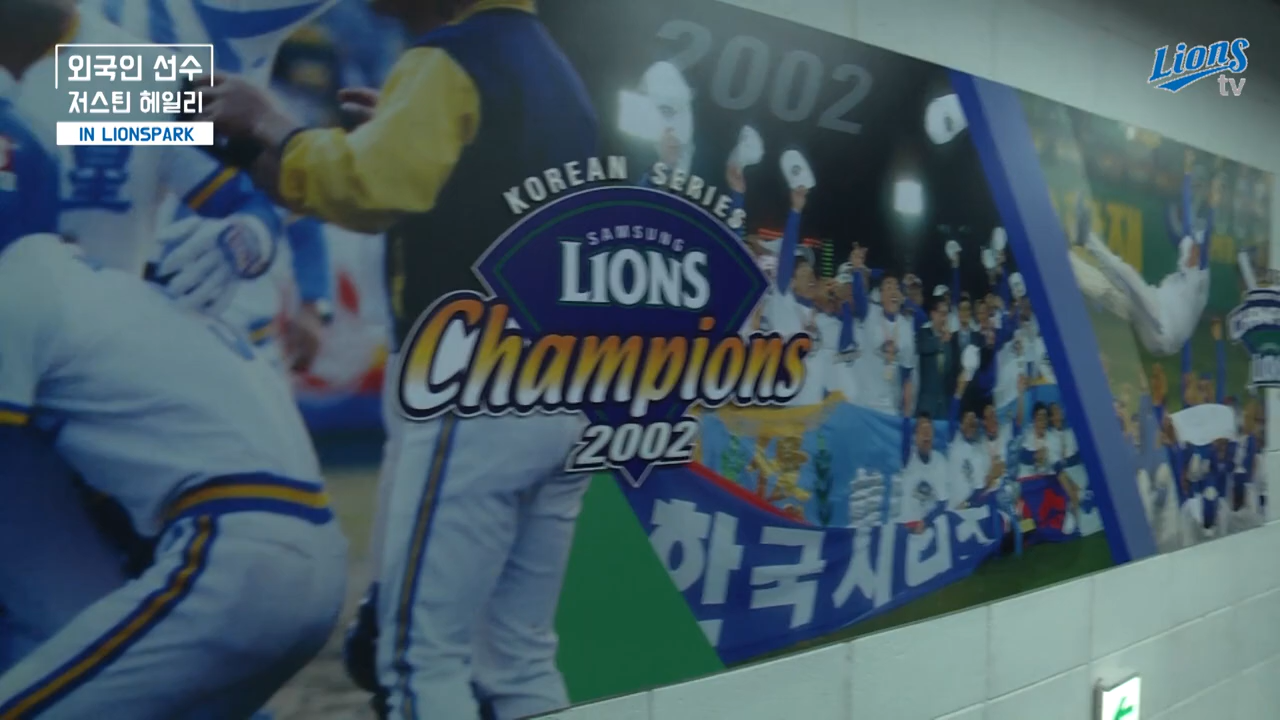 외국인 선수
저스틴 헤일리
IN LIONSPARK
Lions
tv
2002
KOREAN SERIES
SAMSUNG
LIONS
Champions
2002
한국시리즈